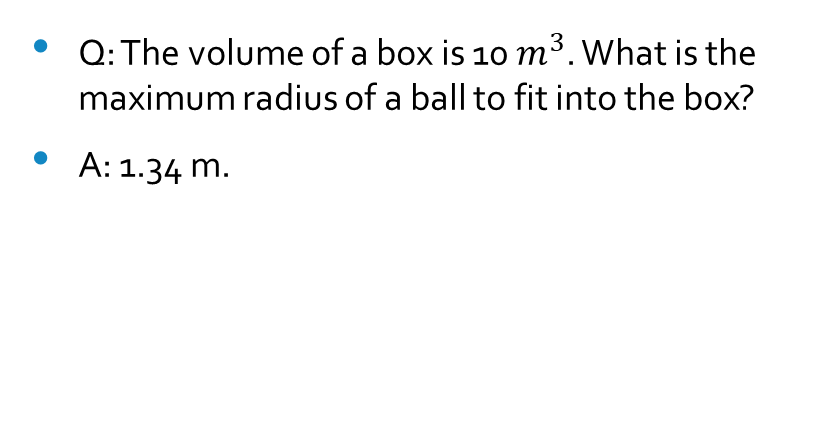 • Q: The volume of a box is 10 m³. What is the
maximum radius of a ball to fit into the box?
• A: 1.34 m.